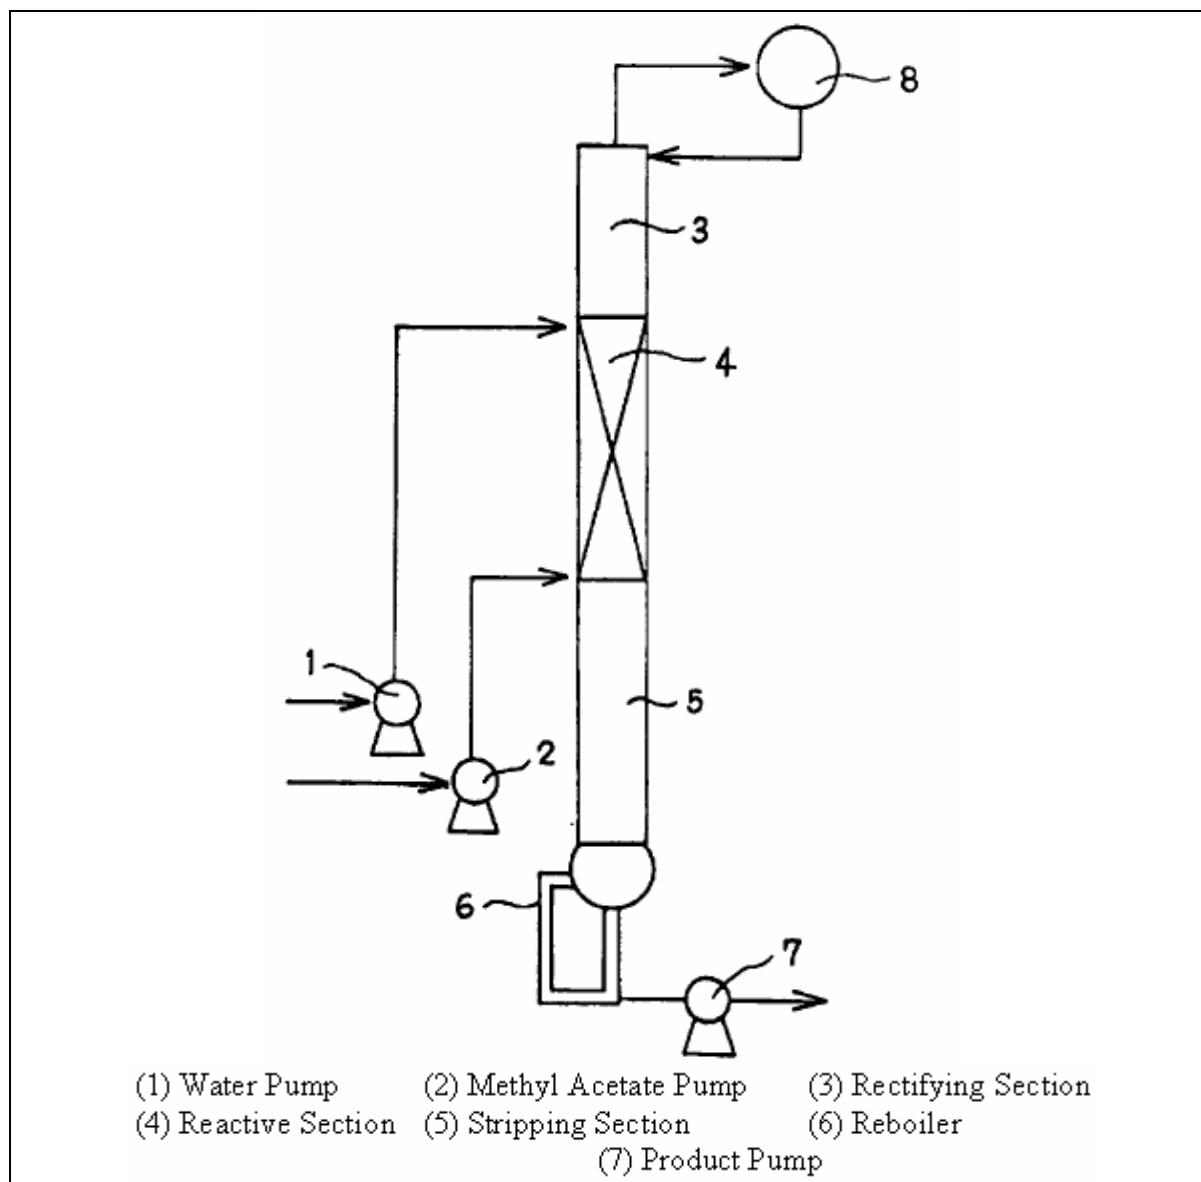 8
3
4
1
5
2
6
7
(1) Water Pump (2) Methyl Acetate Pump (3) Rectifying Section
(4) Reactive Section (5) Stripping Section (6) Reboiler
(7) Product Pump